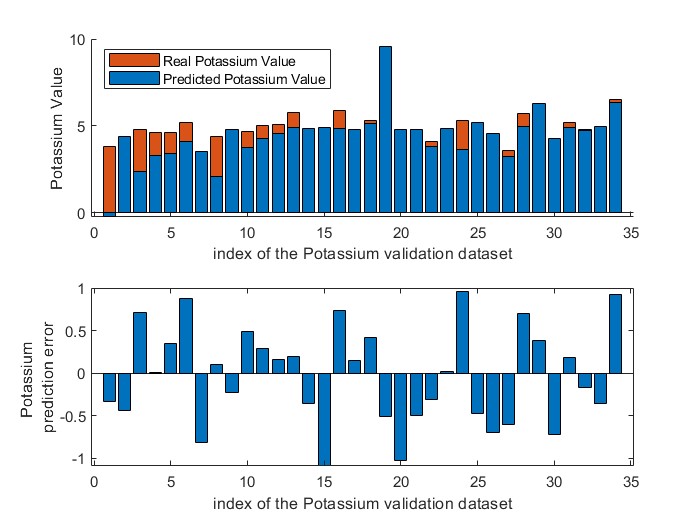 10
5
0
Potassium Value
Real Potassium Value
Predicted Potassium Value
0 5 10 15 20 25 30 35
index of the Potassium validation dataset
1
0.5
0
-0.5
-1
Potassium
prediction error
0 5 10 15 20 25 30 35
index of the Potassium validation dataset